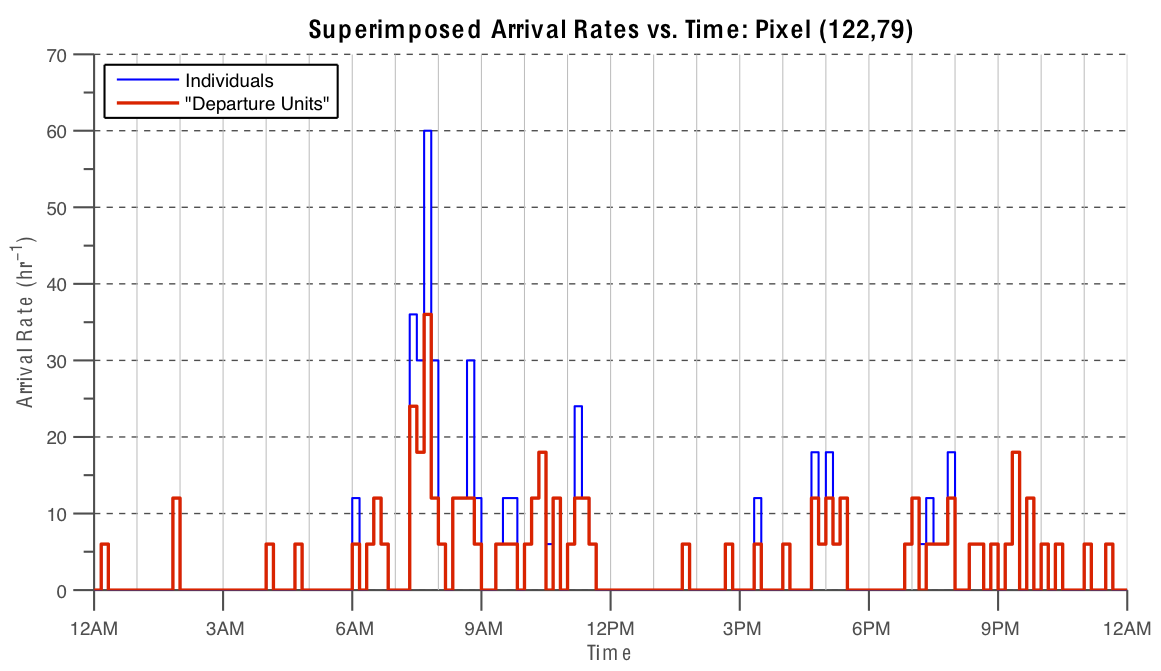 Superimposed Arrival Rates vs. Time: Pixel (122,79)
Individuals
"Departure Units"
Arrival Rate (hr⁻¹)
70
60
50
40
30
20
10
0
12AM 3AM 6AM 9AM 12PM 3PM 6PM 9PM 12AM
Time